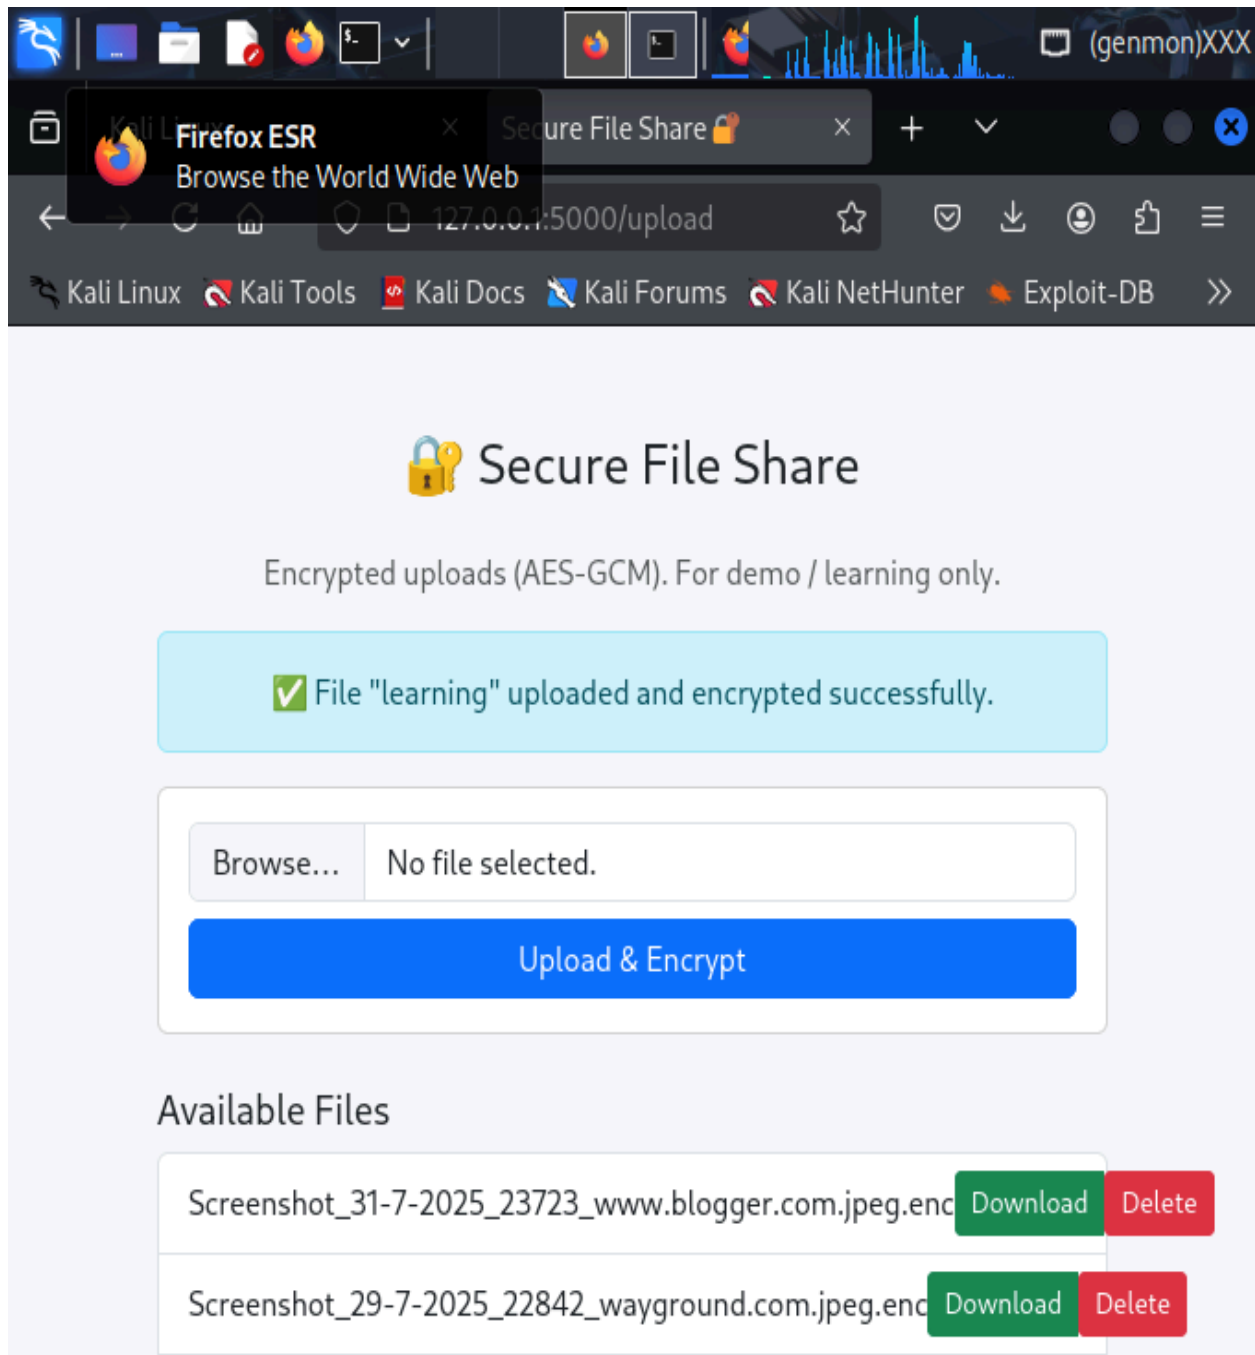 (genmon)XXX
Kali Linux
Secure File Share
Firefox ESR
Browse the World Wide Web
127.0.0.1:5000/upload
Kali Linux Kali Tools Kali Docs Kali Forums Kali NetHunter Exploit-DB
Secure File Share
Encrypted uploads (AES-GCM). For demo / learning only.
✅ File "learning" uploaded and encrypted successfully.
Browse... No file selected.
Upload & Encrypt
Available Files
Screenshot_31-7-2025_23723_www.blogger.com.jpeg.enc Download Delete
Screenshot_29-7-2025_22842_wayground.com.jpeg.enc Download Delete